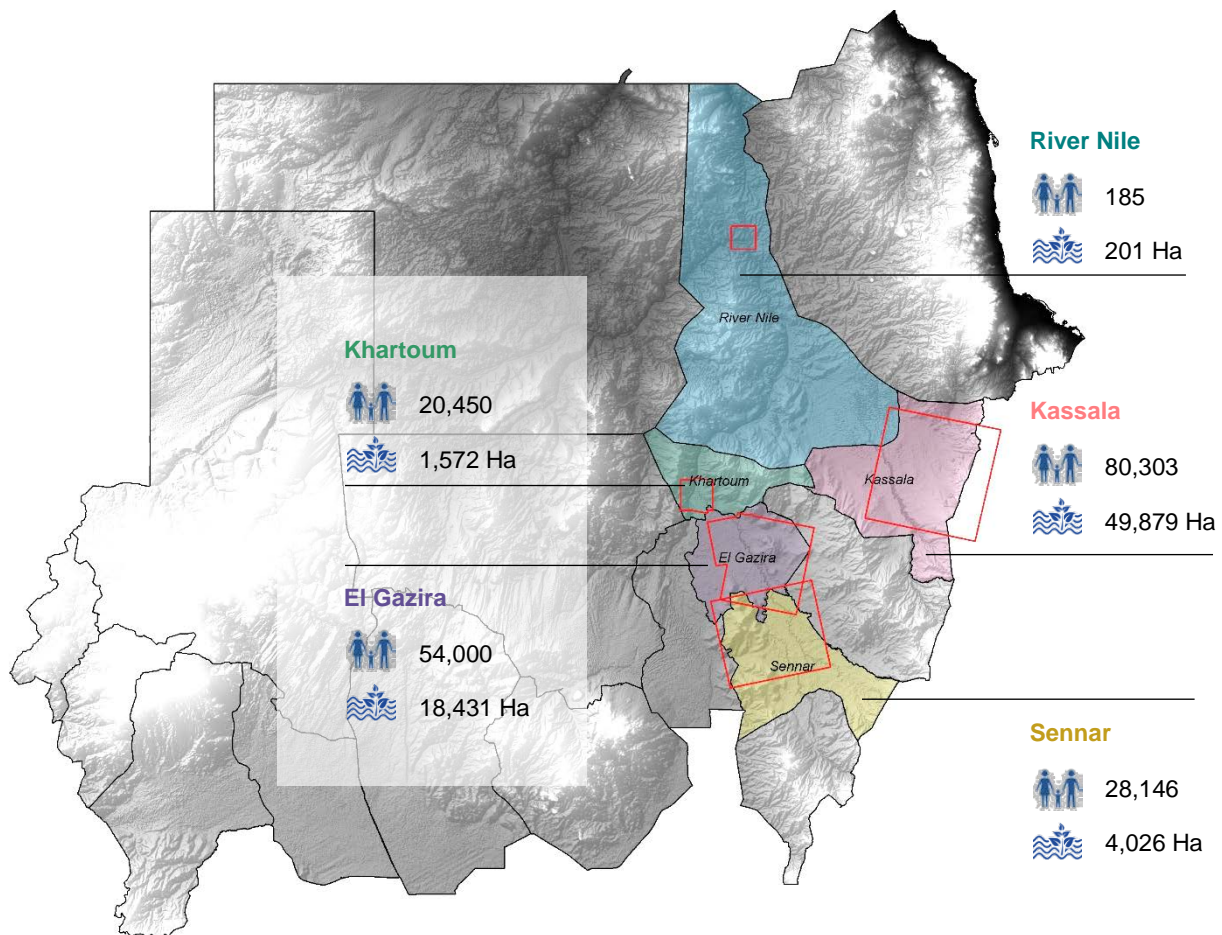 River Nile
185
201 Ha
River Nile
Khartoum
20,450
1,572 Ha
Kassala
80,303
49,879 Ha
Khartoum
Kassala
El Gazira
El Gazira
54,000
18,431 Ha
Sennar
Sennar
28,146
4,026 Ha